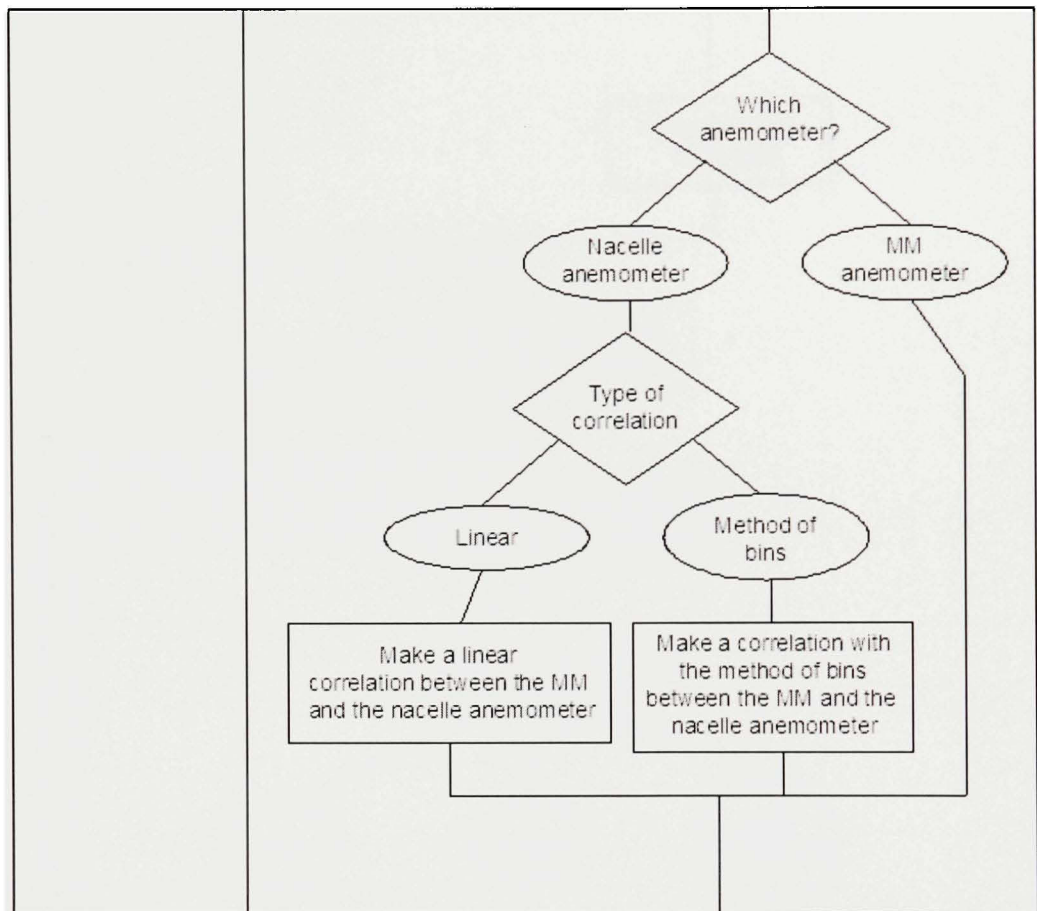 Which
anemometer?
Nacelle
anemometer
MM
anemometer
Type of
correlation
Linear
Method of
bins
Make a linear
correlation between the MM
and the nacelle anemometer
Make a correlation with
the method of bins
between the MM and the
nacelle anemometer